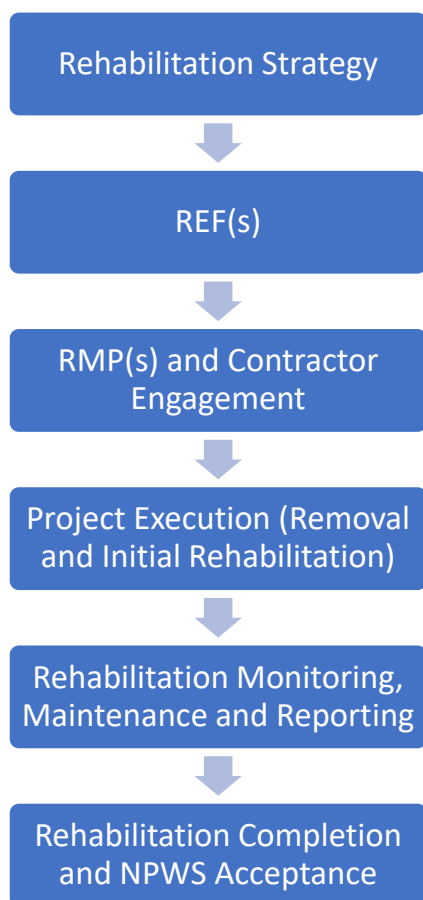 Rehabilitation Strategy
REF(s)
RMP(s) and Contractor
Engagement
Project Execution (Removal
and Initial Rehabilitation)
Rehabilitation Monitoring,
Maintenance and Reporting
Rehabilitation Completion
and NPWS Acceptance